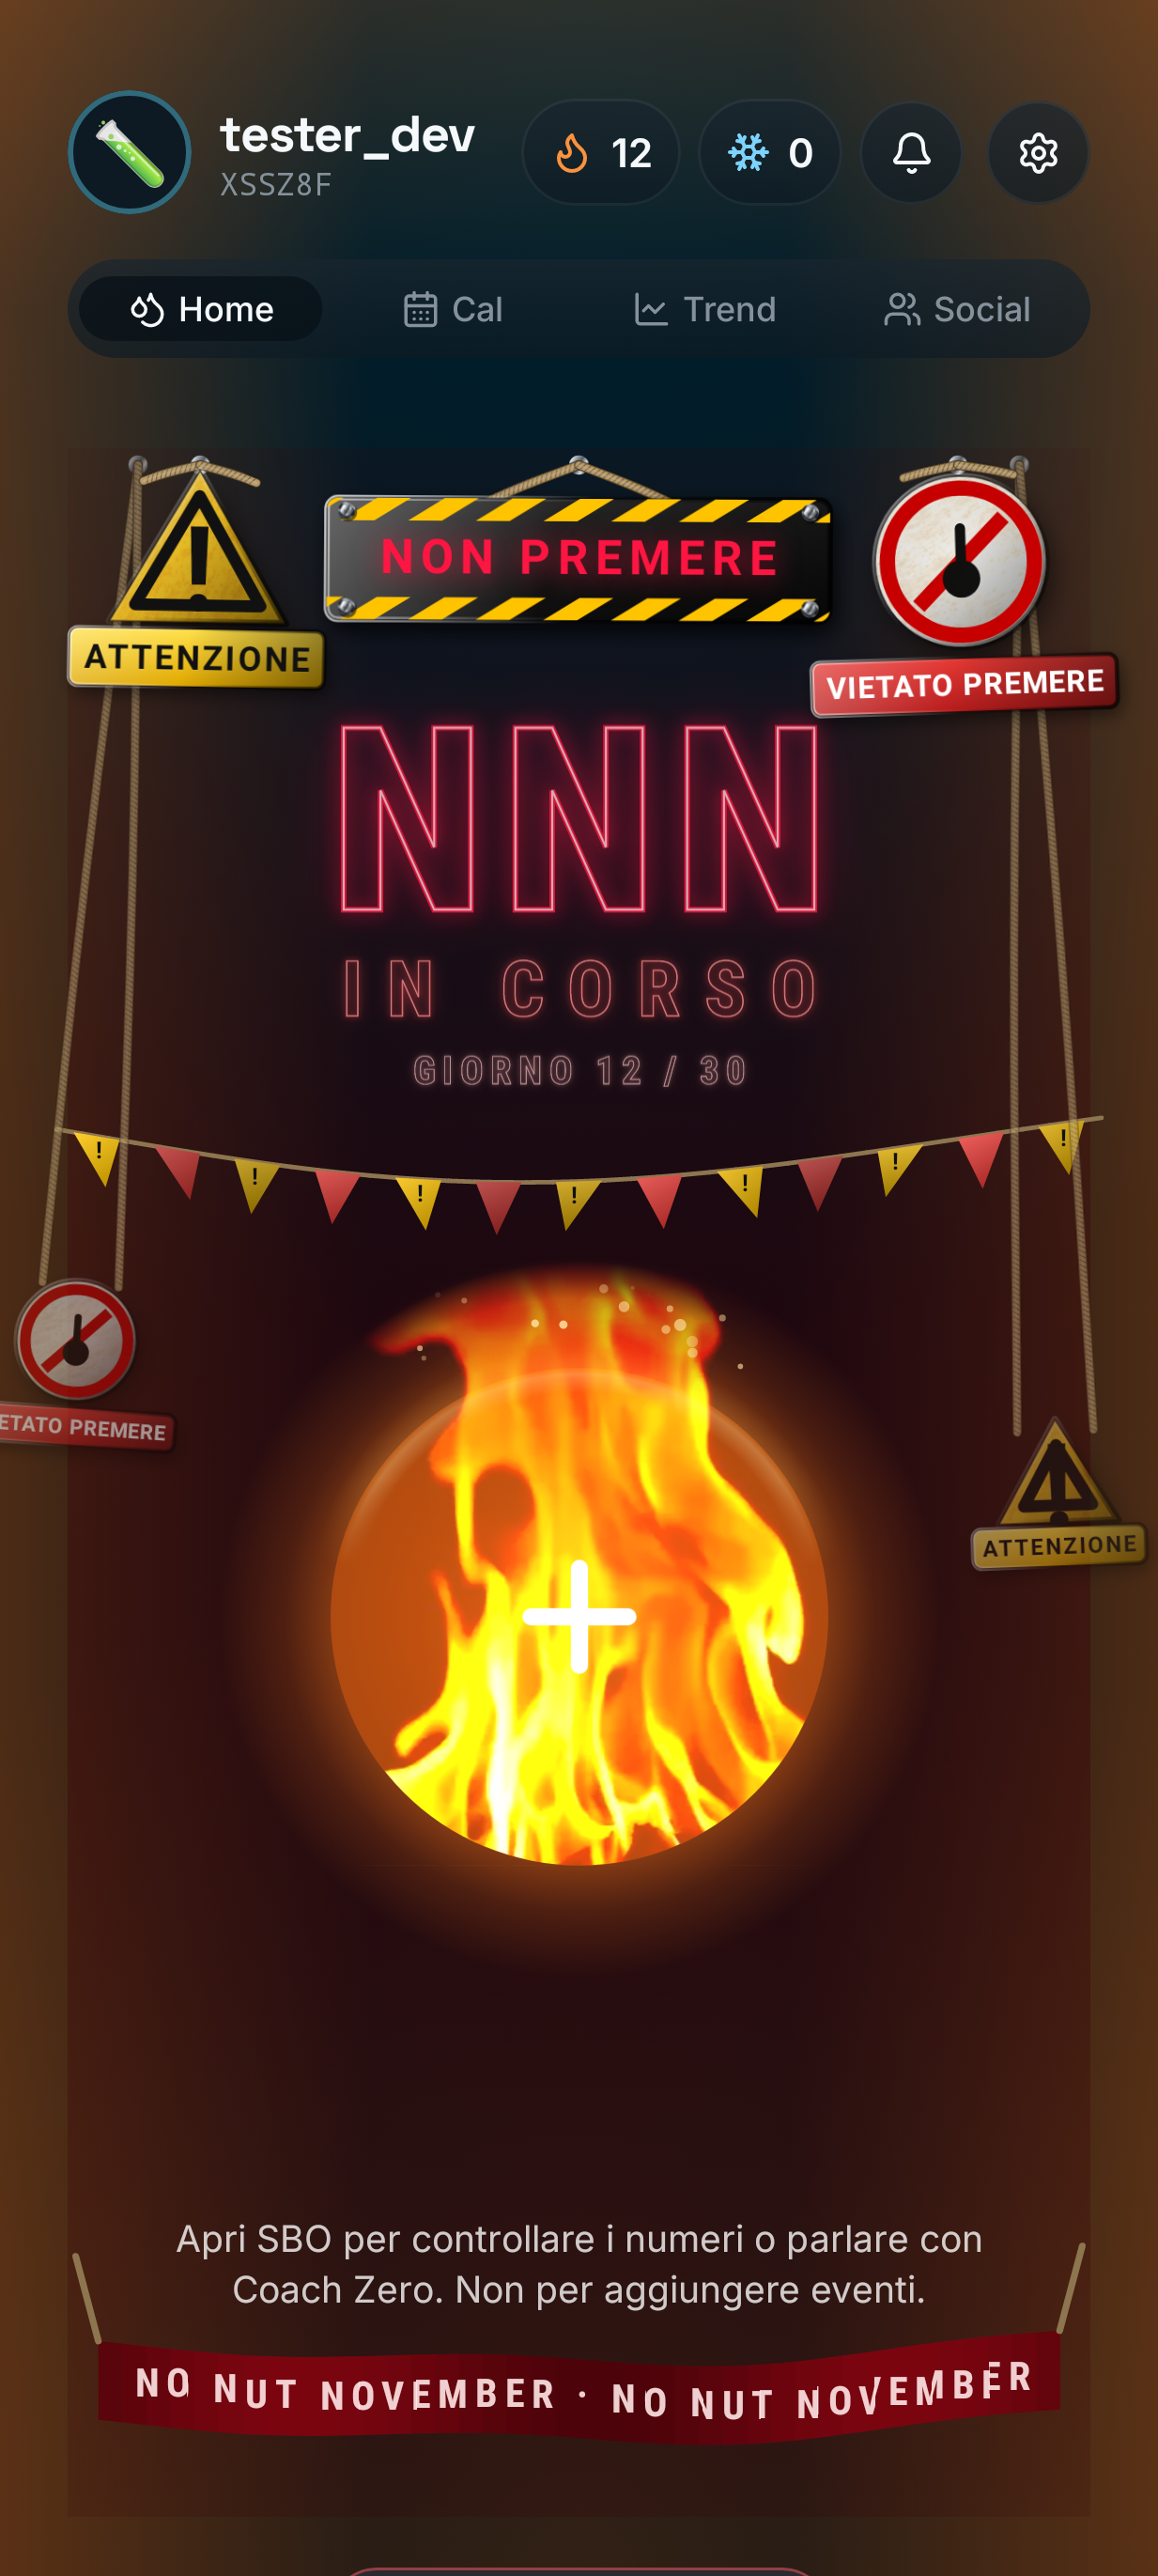 tester_dev
XSSZ8F
12
0
Home
Cal
Trend
Social
NON PREMERE
ATTENZIONE
VIETATO PREMERE
NNN
IN CORSO
GIORNO 12 / 30
! ! ! ! ! ! !
PREMERE
ATTENZIONE
Apri SBO per controllare i numeri o parlare con
Coach Zero. Non per aggiungere eventi.
NO NUT NOVEMBER · NO NUT NOVEMBER